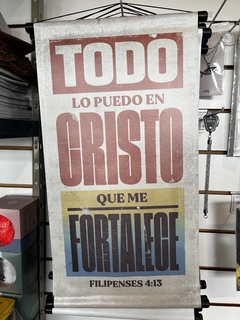 TODO
LO PUEDO EN
CRISTO
QUE ME
FORTALECE
FILIPENSES 4:13